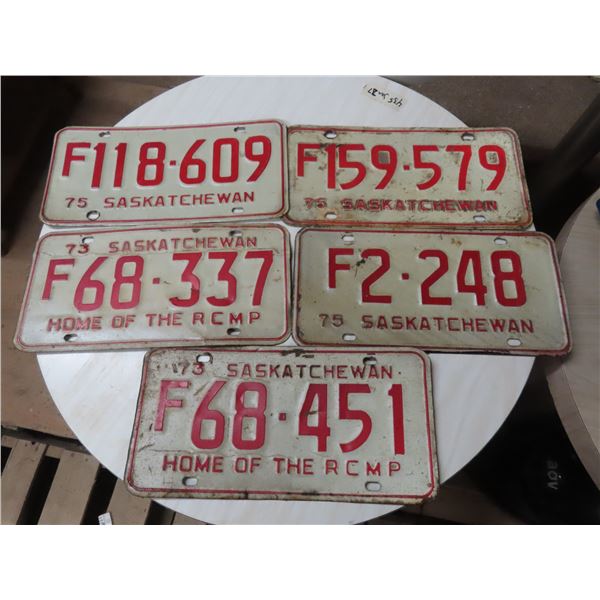 F118·609
75 SASKATCHEWAN
F159·579
75 SASKATCHEWAN
73 SASKATCHEWAN
F68·337
HOME OF THE RCMP
F2·248
75 SASKATCHEWAN
73 SASKATCHEWAN
F68·451
HOME OF THE RCMP